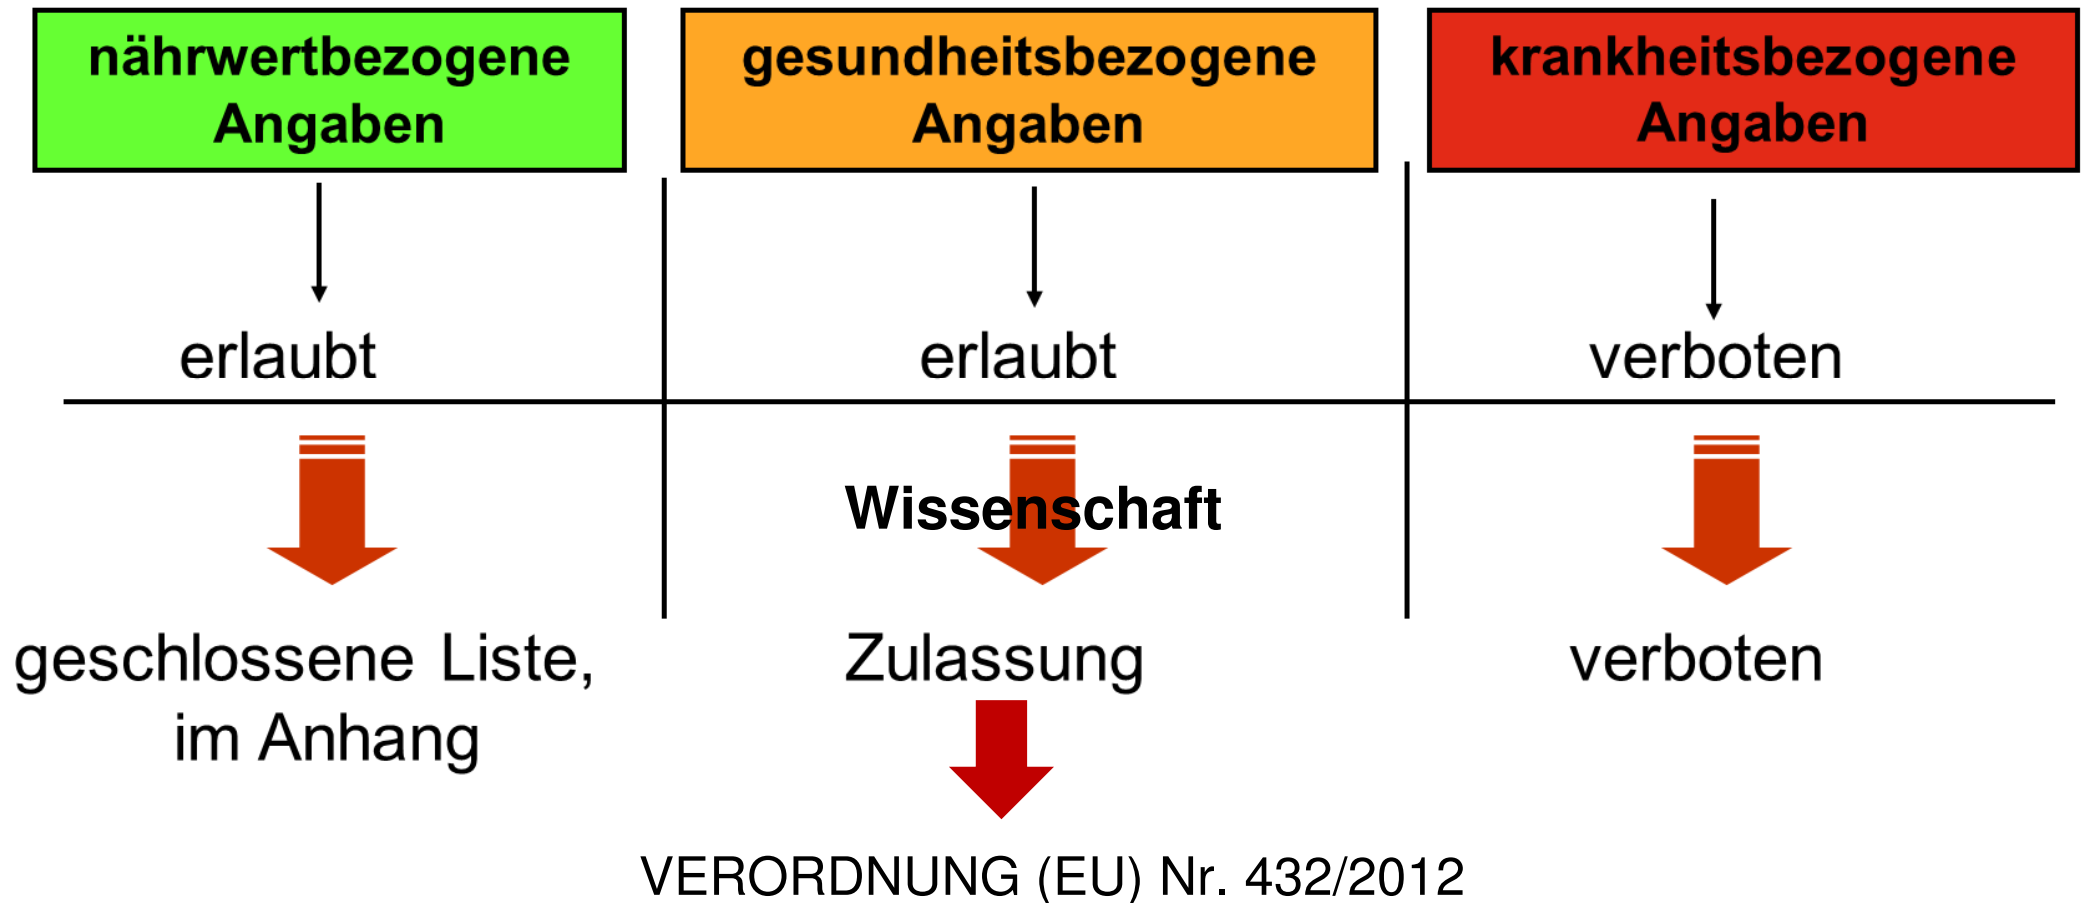 nährwertbezogene
Angaben
gesundheitsbezogene
Angaben
krankheitsbezogene
Angaben
erlaubt
erlaubt
verboten
Wissenschaft
geschlossene Liste,
im Anhang
Zulassung
verboten
VERORDNUNG (EU) Nr. 432/2012